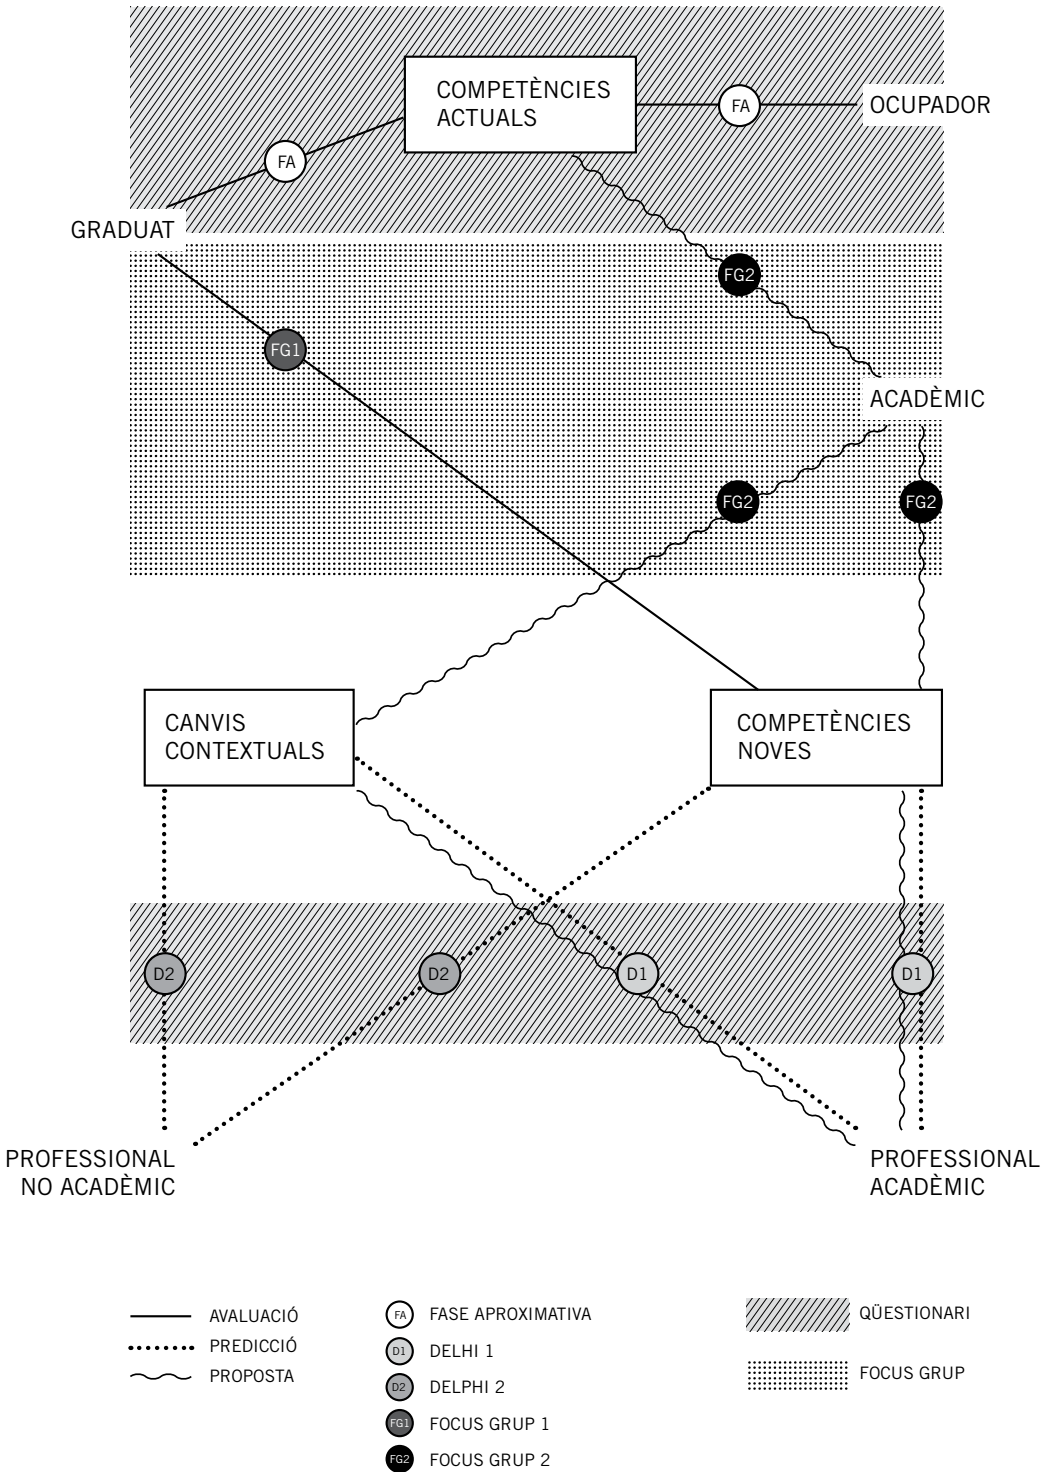 COMPETÈNCIES
ACTUALS
FA
OCUPADOR
FA
GRADUAT
FG2
FG1
ACADÈMIC
FG2
FG2
CANVIS
CONTEXTUALS
COMPETÈNCIES
NOVES
D2
D2
D1
D1
PROFESSIONAL
NO ACADÈMIC
PROFESSIONAL
ACADÈMIC
AVALUACIÓ
PREDICCIÓ
PROPOSTA
FA FASE APROXIMATIVA
D1 DELHI 1
D2 DELPHI 2
FG1 FOCUS GRUP 1
FG2 FOCUS GRUP 2
QÜESTIONARI
FOCUS GRUP